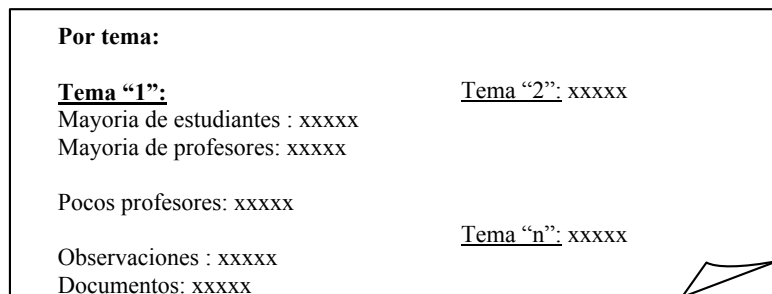 Por tema:
Tema “1”:
Mayoria de estudiantes : xxxxx
Mayoria de profesores: xxxxx
Pocos profesores: xxxxx
Observaciones : xxxxx
Documentos: xxxxx
Tema “2”: xxxxx
Tema “n”: xxxxx